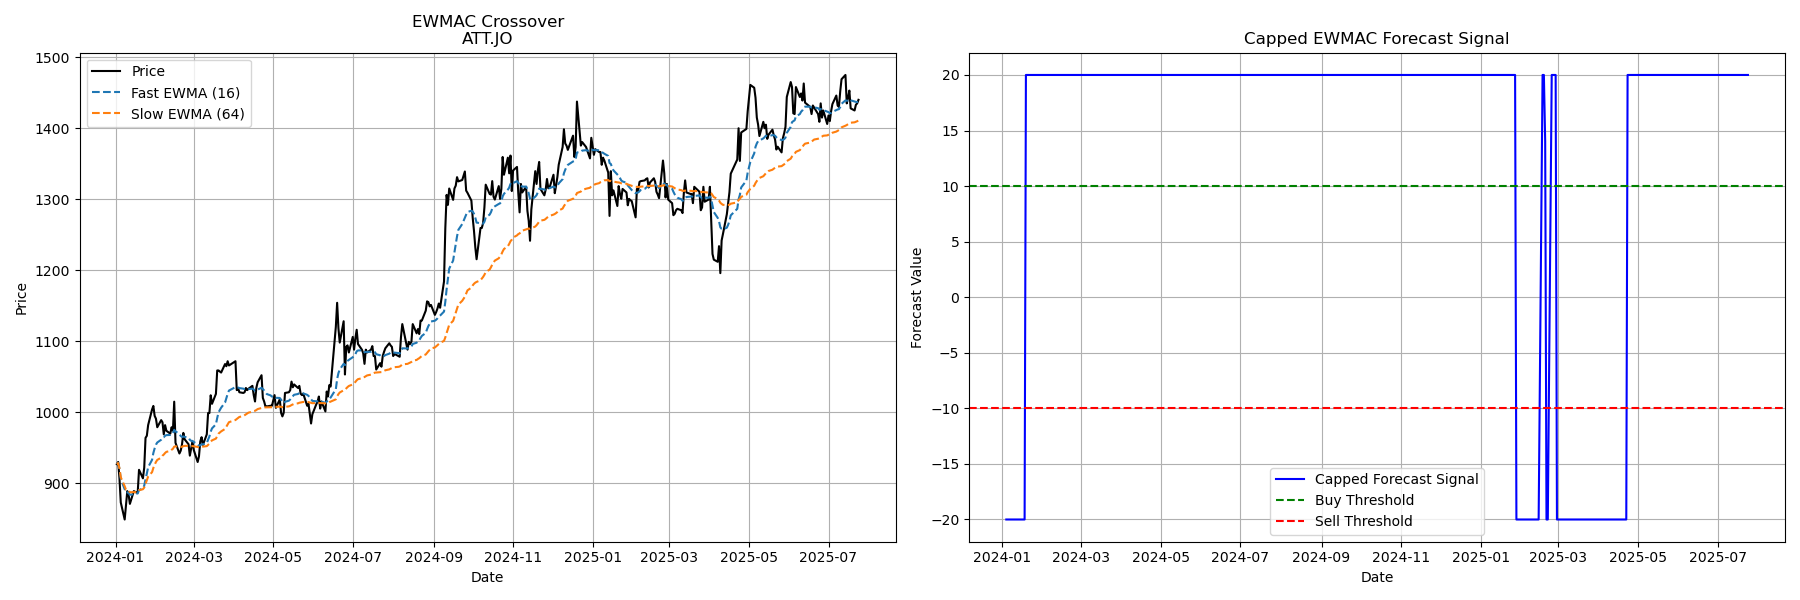 EWMAC Crossover
ATT.JO
Price
Fast EWMA (16)
Slow EWMA (64)
1500
1400
1300
1200
1100
1000
900
Price
2024-01 2024-03 2024-05 2024-07 2024-09 2024-11 2025-01 2025-03 2025-05 2025-07
Date
Capped EWMAC Forecast Signal
20
15
10
5
0
−5
−10
−15
−20
Forecast Value
Capped Forecast Signal
Buy Threshold
Sell Threshold
2024-01 2024-03 2024-05 2024-07 2024-09 2024-11 2025-01 2025-03 2025-05 2025-07
Date